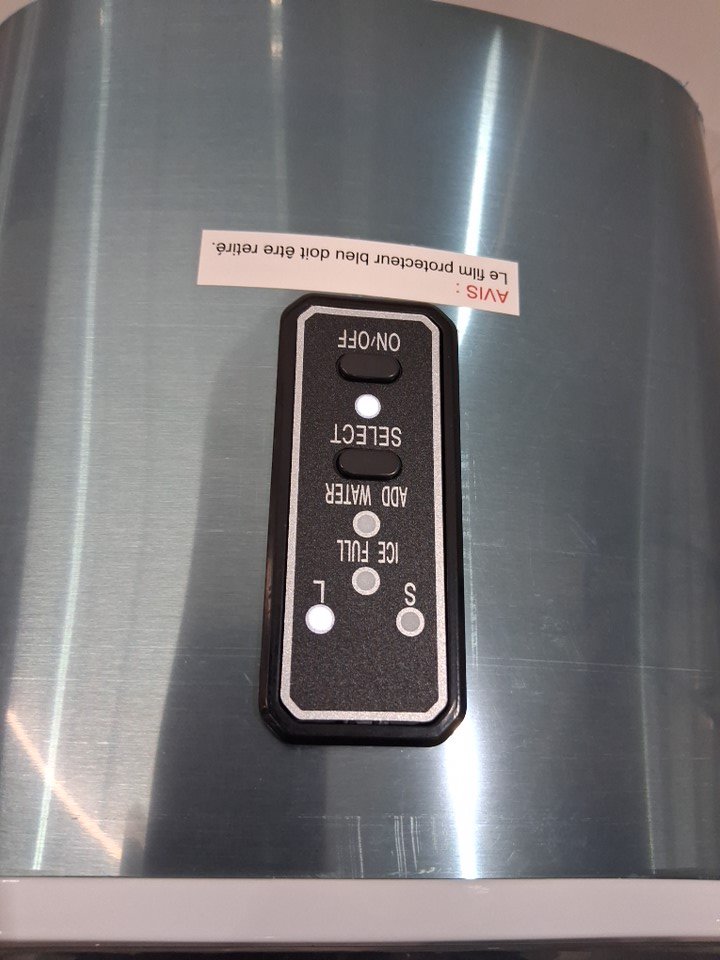 S L
ICE FULL
ADD WATER
SELECT
ON/OFF
AVIS :
Le film protecteur bleu doit être retiré.